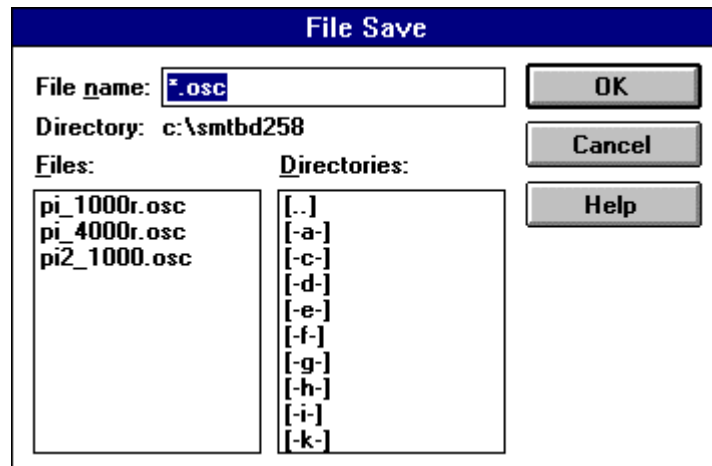 File Save
File name: *.osc
OK
Directory: c:\smtbd258
Cancel
Files:
Directories:
Help
pi_1000r.osc
pi_4000r.osc
pi2_1000.osc
[..]
[-a-]
[-c-]
[-d-]
[-e-]
[-f-]
[-g-]
[-h-]
[-i-]
[-k-]